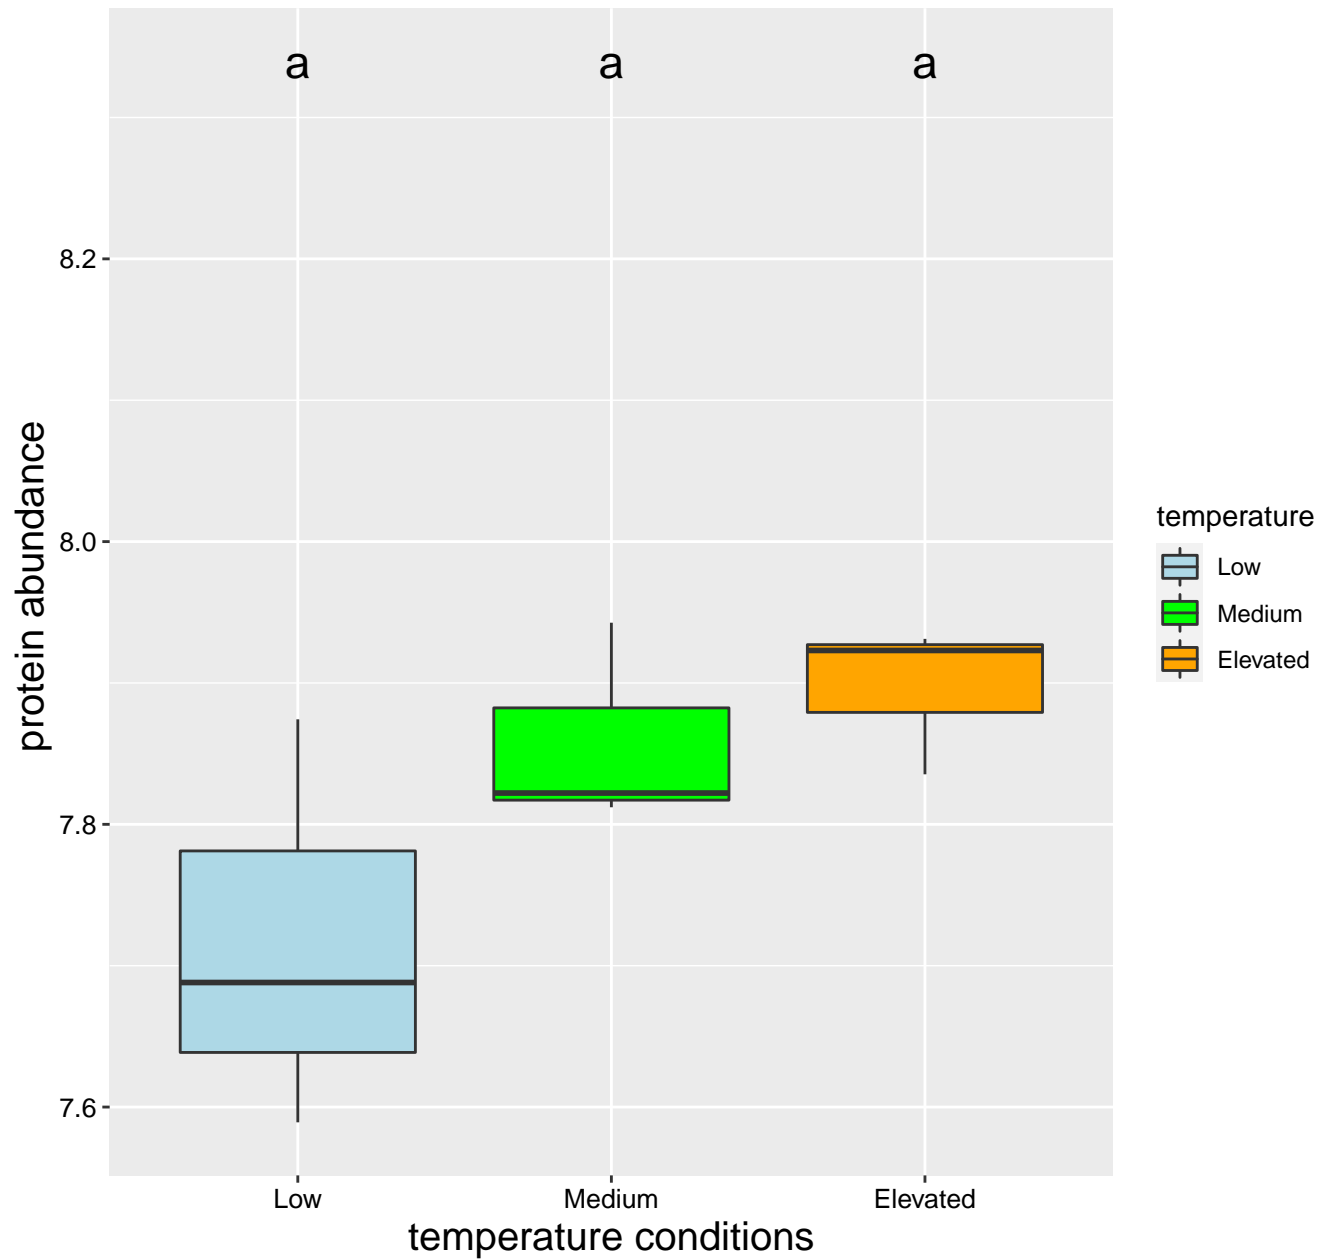 a a a
8.2
8.0
7.8
7.6
protein abundance
Low Medium Elevated
temperature conditions
temperature
Low
Medium
Elevated